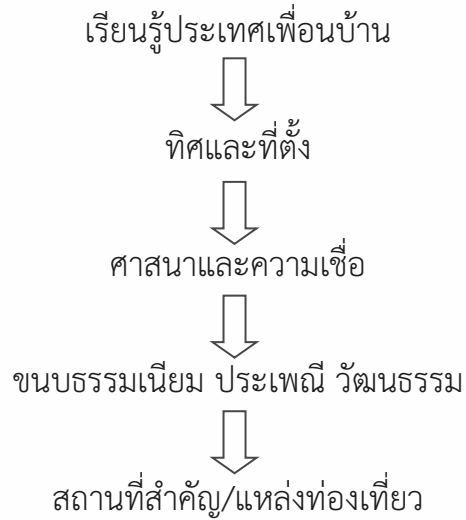 เรียนรู้ประเทศเพื่อนบ้าน
ทิศและที่ตั้ง
ศาสนาและความเชื่อ
ขนบธรรมเนียม ประเพณี วัฒนธรรม
สถานที่สำคัญ/แหล่งท่องเที่ยว